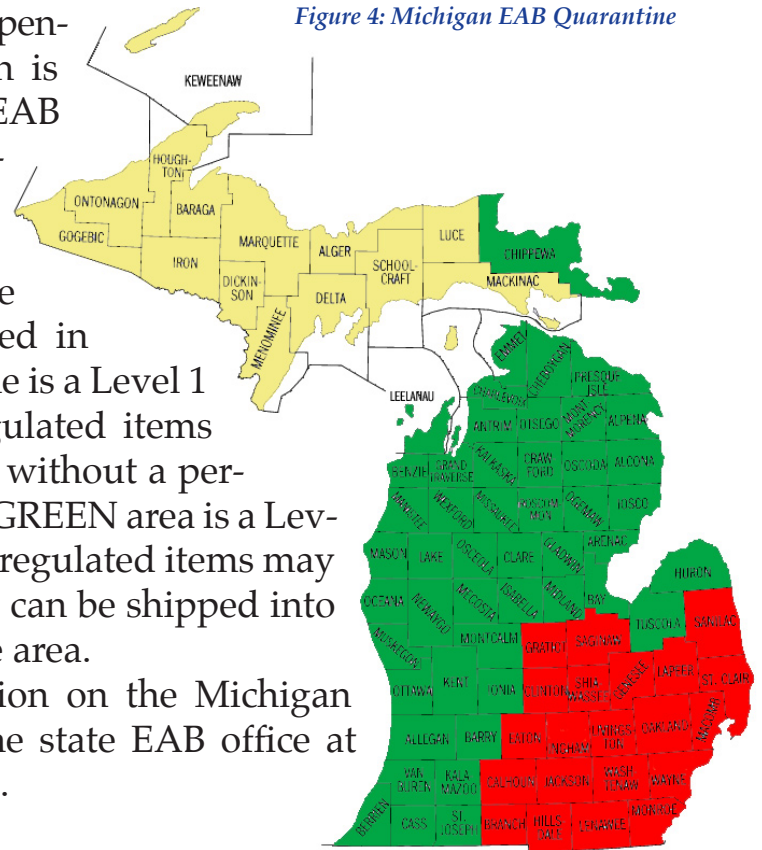 Figure 4: Michigan EAB Quarantine
pen-
n is
EAB
-
e
ed in
e is a Level 1
gulated items
without a per-
GREEN area is a Lev-
regulated items may
can be shipped into
e area.
ion on the Michigan
ne state EAB office at
.
KEWEENAW
HOUGH-
TON
ONTONAGON
BARAGA
GOGEBIC
MARQUETTE
LUCE
ALGER
CHIPPEWA
IRON
SCHOOL-
CRAFT
DICKIN-
SON
MACKINAC
DELTA
MENOMINEE
EMMET
CHEBOYGAN
PRESQUE
ISLE
LEELANAU
CHARLEVOIX
ANTRIM
OTSEGO
MONT
MORENCY
ALPENA
BENZIE
GRAND
TRAVERSE
KALKASKA
CRAW
FORD
OSCODA
ALCONA
MANISTEE
WEXFORD
MISSAUKEE
ROSCOM
MON
OGEMAW
IOSCO
MASON
LAKE
OSCEOLA
CLARE
GLADWIN
ARENAC
HURON
OCEANA
NEWAYGO
MECOSTA
ISABELLA
MIDLAND
BAY
TUSCOLA
SANILAC
MUSKEGON
MONTCALM
GRATIOT
SAGINAW
OTTAWA
KENT
IONIA
CLINTON
SHIA
WASSEE
GENESEE
LAPEER
ST. CLAIR
ALLEGAN
BARRY
EATON
INGHAM
LIVINGS
TON
OAKLAND
MACOMB
VAN
BUREN
KALA
MAZOO
CALHOUN
JACKSON
WASH
TENAW
WAYNE
BERRIEN
CASS
ST.
JOSEPH
BRANCH
HILLS
DALE
LENAWEE
MONROE